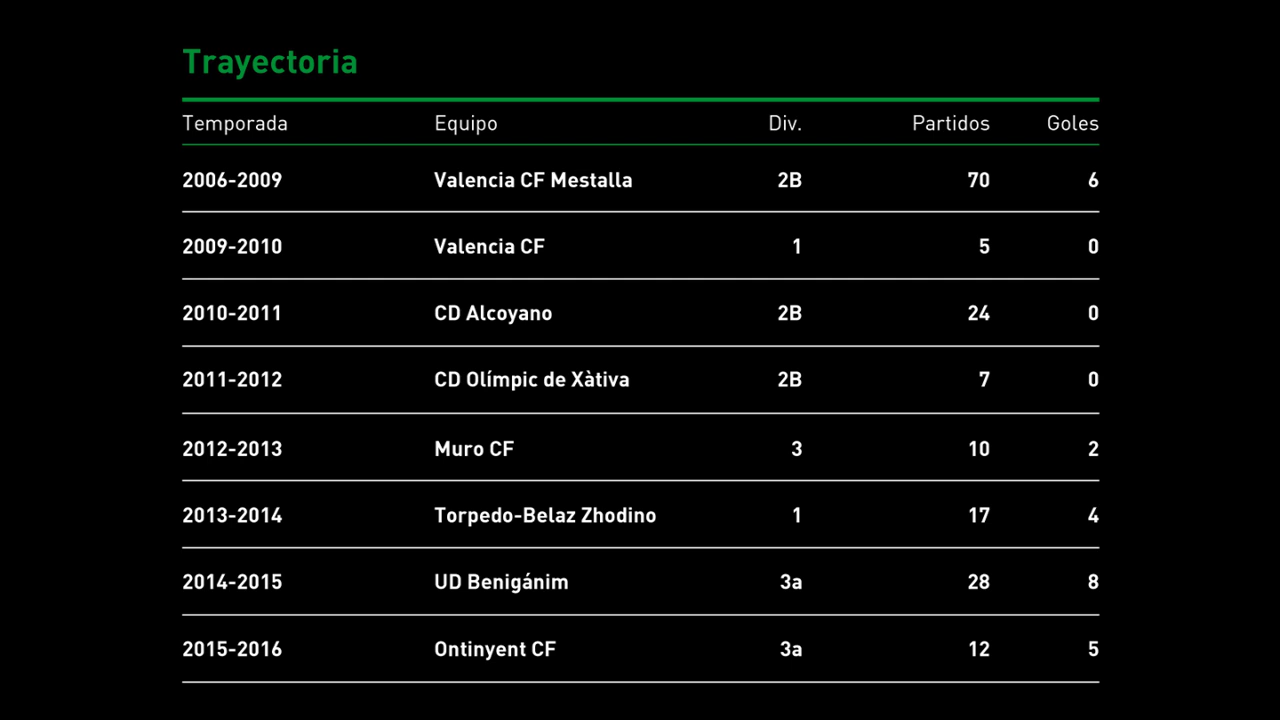 Trayectoria
Temporada Equipo Div. Partidos Goles
2006-2009 Valencia CF Mestalla 2B 70 6
2009-2010 Valencia CF 1 5 0
2010-2011 CD Alcoyano 2B 24 0
2011-2012 CD Olímpic de Xàtiva 2B 7 0
2012-2013 Muro CF 3 10 2
2013-2014 Torpedo-Belaz Zhodino 1 17 4
2014-2015 UD Benigánim 3a 28 8
2015-2016 Ontinyent CF 3a 12 5